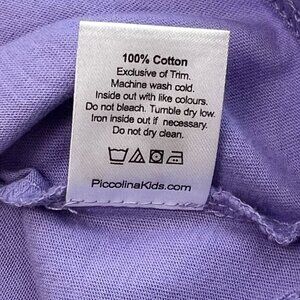 100% Cotton
Exclusive of Trim.
Machine wash cold.
Inside out with like colours.
Do not bleach. Tumble dry low.
Iron inside out if necessary.
Do not dry clean.
PiccolinaKids.com